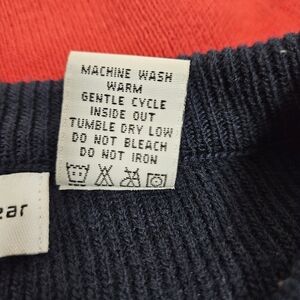 MACHINE WASH
WARM
GENTLE CYCLE
INSIDE OUT
TUMBLE DRY LOW
DO NOT BLEACH
DO NOT IRON
ear